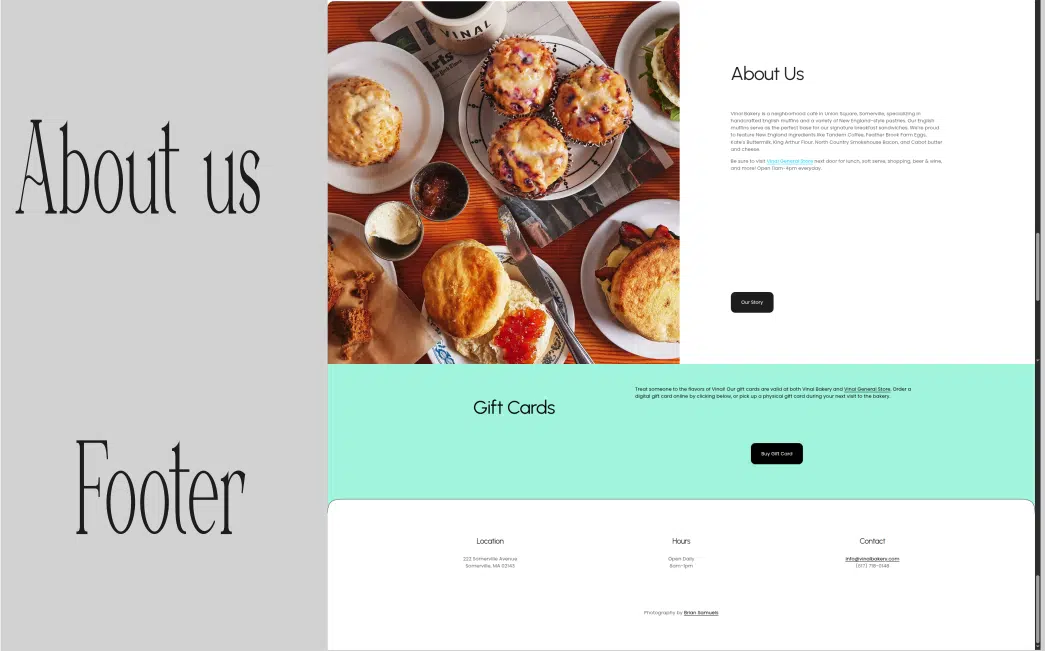 About us
Footer
VINAL
Arts
About Us
Vinal Bakery is a neighborhood café in Union Square, Somerville, specializing in
handcrafted English muffins and a variety of New England-style pastries. Our English
muffins serve as the perfect base for our signature breakfast sandwiches. We're proud
to feature New England ingredients like Tandem Coffee, Feather Brook Farm Eggs,
Kate's Buttermilk, King Arthur Flour, North Country Smokehouse Bacon, and Cabot butter
and cheese.
Be sure to visit Vinal General Store next door for lunch, soft serve, shopping, beer & wine,
and more! Open 11am-4pm everyday.
Our Story
Gift Cards
Treat someone to the flavors of Vinal! Our gift cards are valid at both Vinal Bakery and Vinal General Store. Order a
digital gift card online by clicking below, or pick up a physical gift card during your next visit to the bakery.
Buy Gift Card
Location
222 Somerville Avenue
Somerville, MA 02143
Hours
Open Daily
8am-1pm
Contact
info@vinalbakery.com
Photography by Brian Samuels